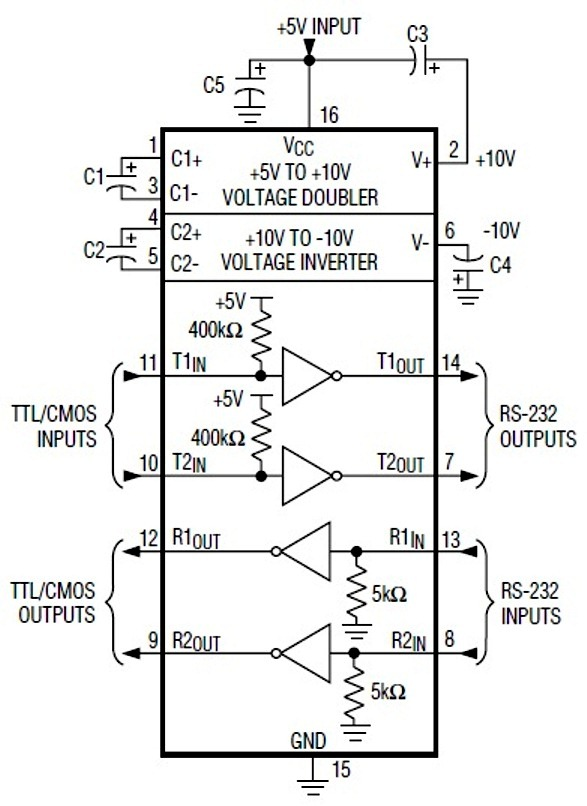 +5V INPUT
C3
C5
+
+
16
1
VCC
2
C1+
+5V TO +10V
V+
+10V
C1
+
3
C1-
VOLTAGE DOUBLER
4
C2+
+10V TO -10V
V-
6
-10V
C2
+
5
C2-
VOLTAGE INVERTER
+
C4
+5V
400kΩ
11
T1IN
T1OUT
14
+5V
TTL/CMOS
INPUTS
RS-232
OUTPUTS
400kΩ
10
T2IN
T2OUT
7
12
R1OUT
R1IN
13
5kΩ
TTL/CMOS
OUTPUTS
RS-232
INPUTS
9
R2OUT
R2IN
8
5kΩ
GND
15